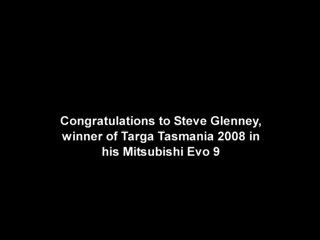 Congratulations to Steve Glenney,
winner of Targa Tasmania 2008 in
his Mitsubishi Evo 9